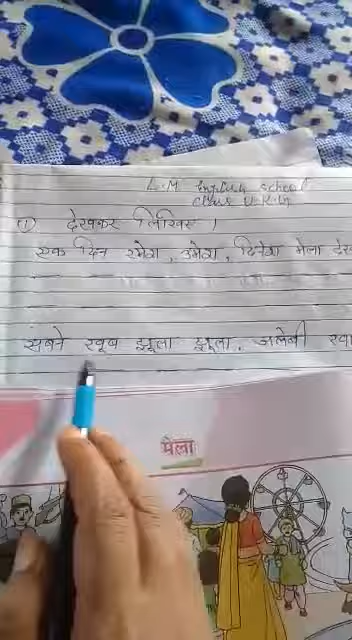 L.M English School
Class U.K.G
(1) देखकर लिखिए।
एक दिन रमेश, उमेश, दिनेश मेला
सबने खूब झूला झूला, जलेबी
मेला